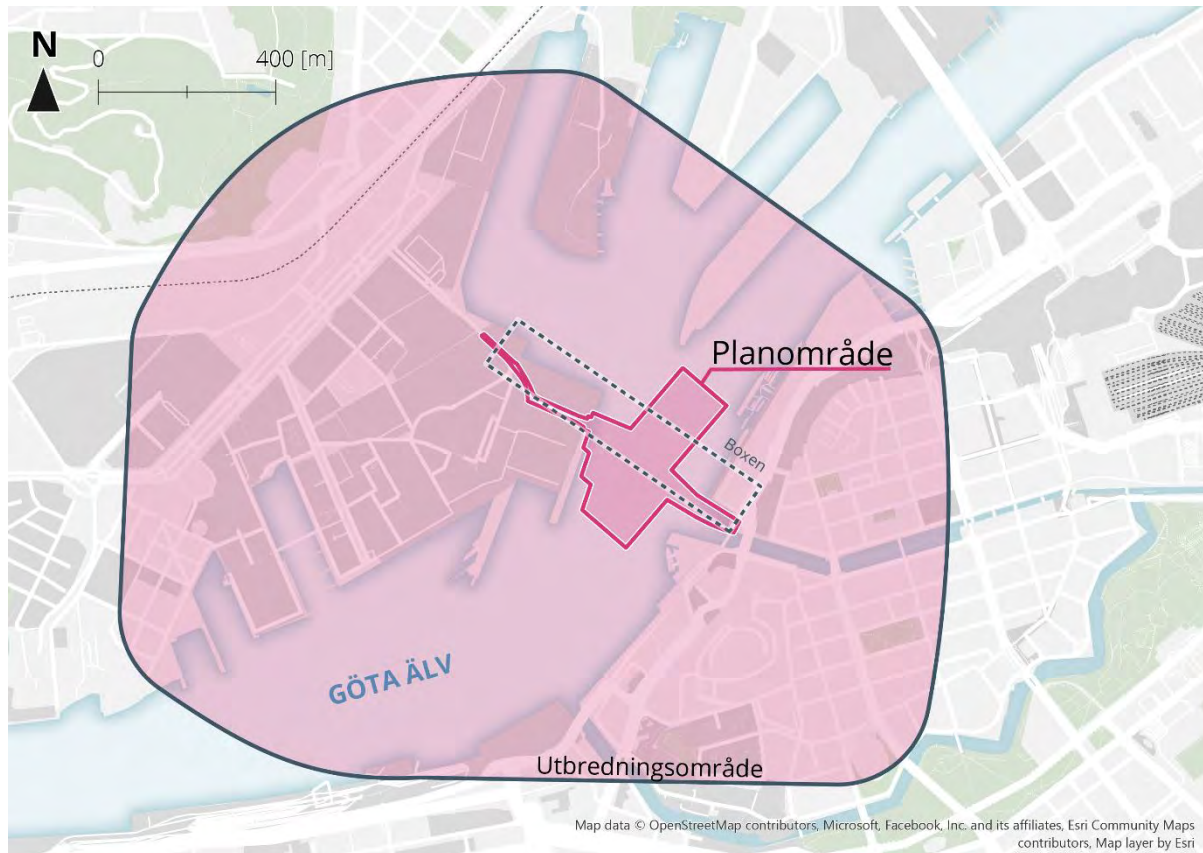 N
0 400 [m]
Planområde
Boxen
GÖTA ÄLV
Utbredningsområde
Map data © OpenStreetMap contributors, Microsoft, Facebook, Inc. and its affiliates, Esri Community Maps
contributors, Map layer by Esri